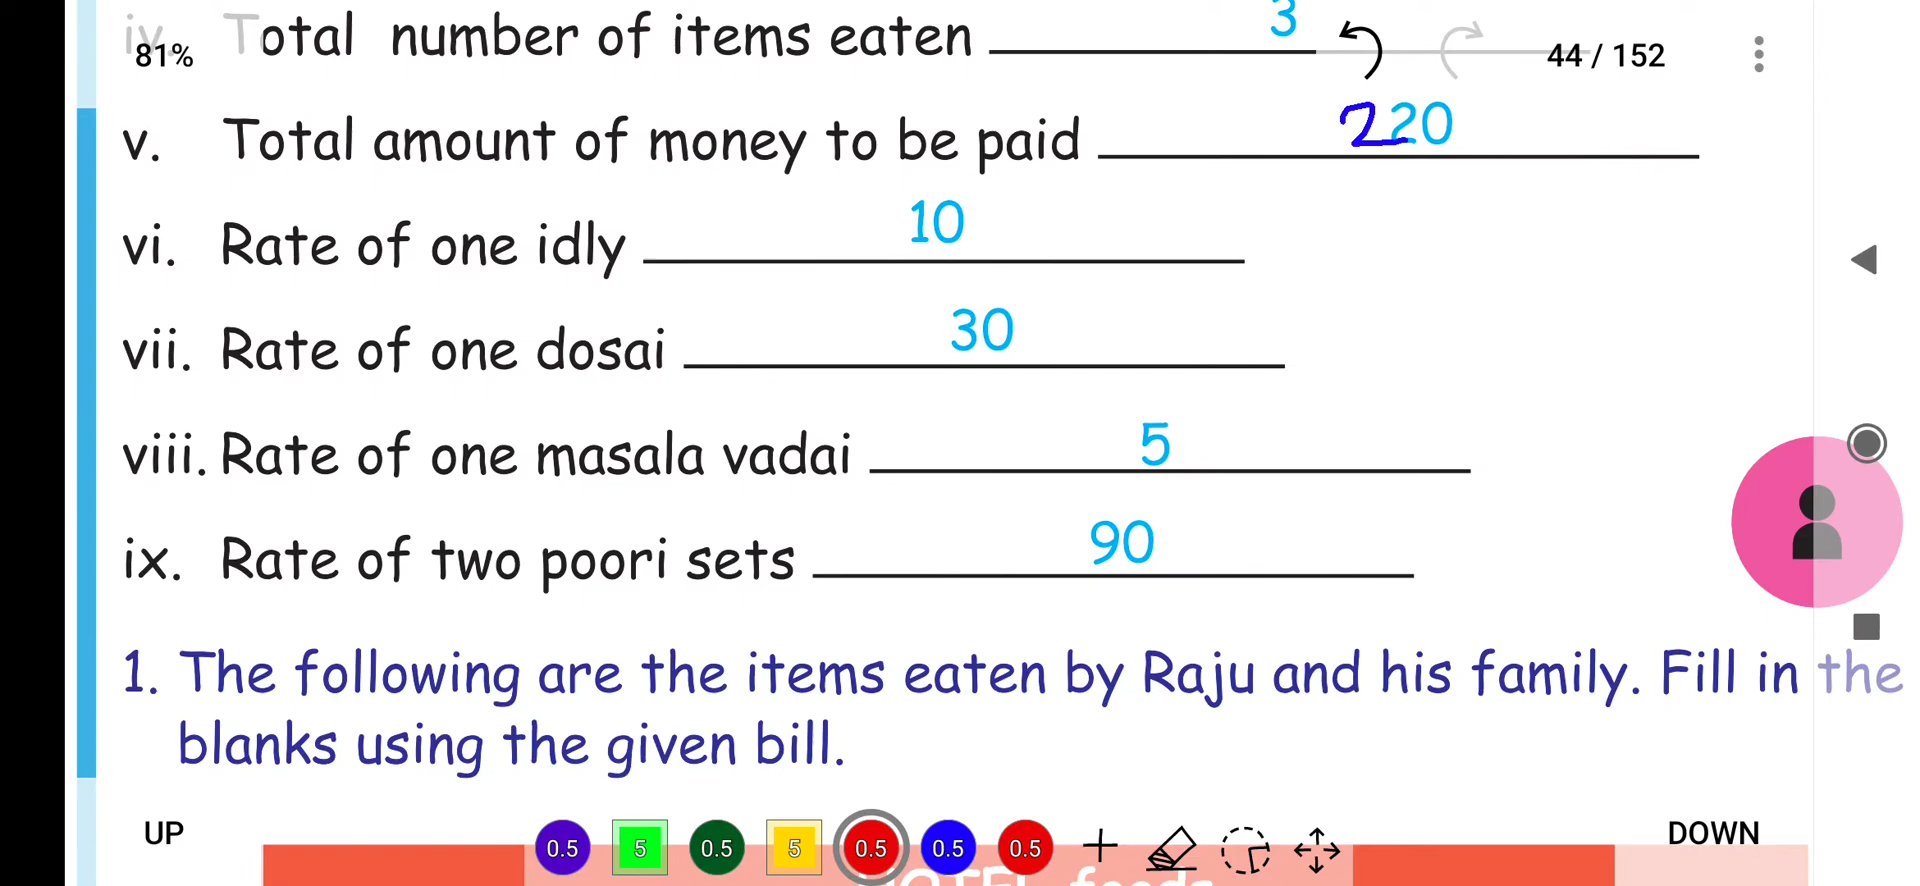 iv. Total number of items eaten 3
81%
44 / 152
v. Total amount of money to be paid 220
vi. Rate of one idly 10
vii. Rate of one dosai 30
viii. Rate of one masala vadai 5
ix. Rate of two poori sets 90
1. The following are the items eaten by Raju and his family. Fill in the
blanks using the given bill.
UP
DOWN
0.5 5 0.5 5 0.5 0.5 0.5
HOTEL foods